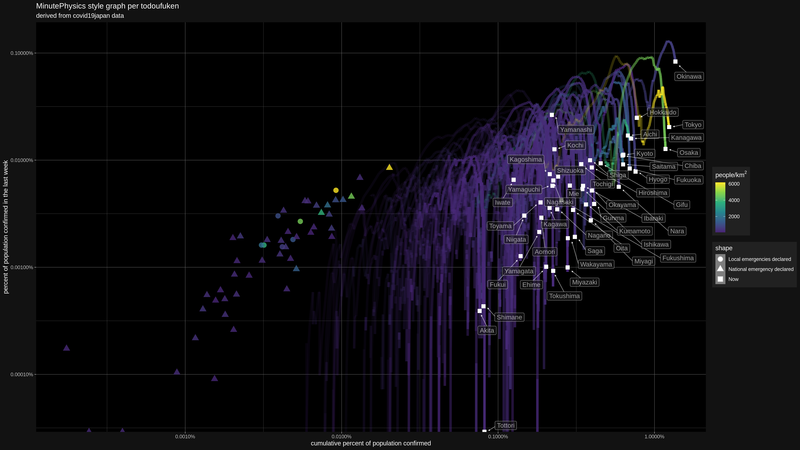 MinutePhysics style graph per todoufuken
derived from covid19japan data
percent of population confirmed in the last week
0.10000%
0.01000%
0.00100%
0.00010%
Okinawa
Hokkaido
Tokyo
Yamanashi
Aichi
Kanagawa
Kochi
Kyoto
Osaka
Kagoshima
Shizuoka
Saitama
Chiba
Shiga
Hyogo
Fukuoka
Tochigi
Yamaguchi
Mie
Hiroshima
Iwate
Nagasaki
Okayama
Gifu
Gunma
Ibaraki
Toyama
Kagawa
Kumamoto
Nara
Niigata
Nagano
Ishikawa
Aomori
Saga
Oita
Fukushima
Yamagata
Wakayama
Miyagi
Fukui
Ehime
Miyazaki
Tokushima
Shimane
Akita
Tottori
0.0010%
0.0100%
0.1000%
1.0000%
cumulative percent of population confirmed
people/km²
6000
4000
2000
shape
Local emergencies declared
National emergency declared
Now